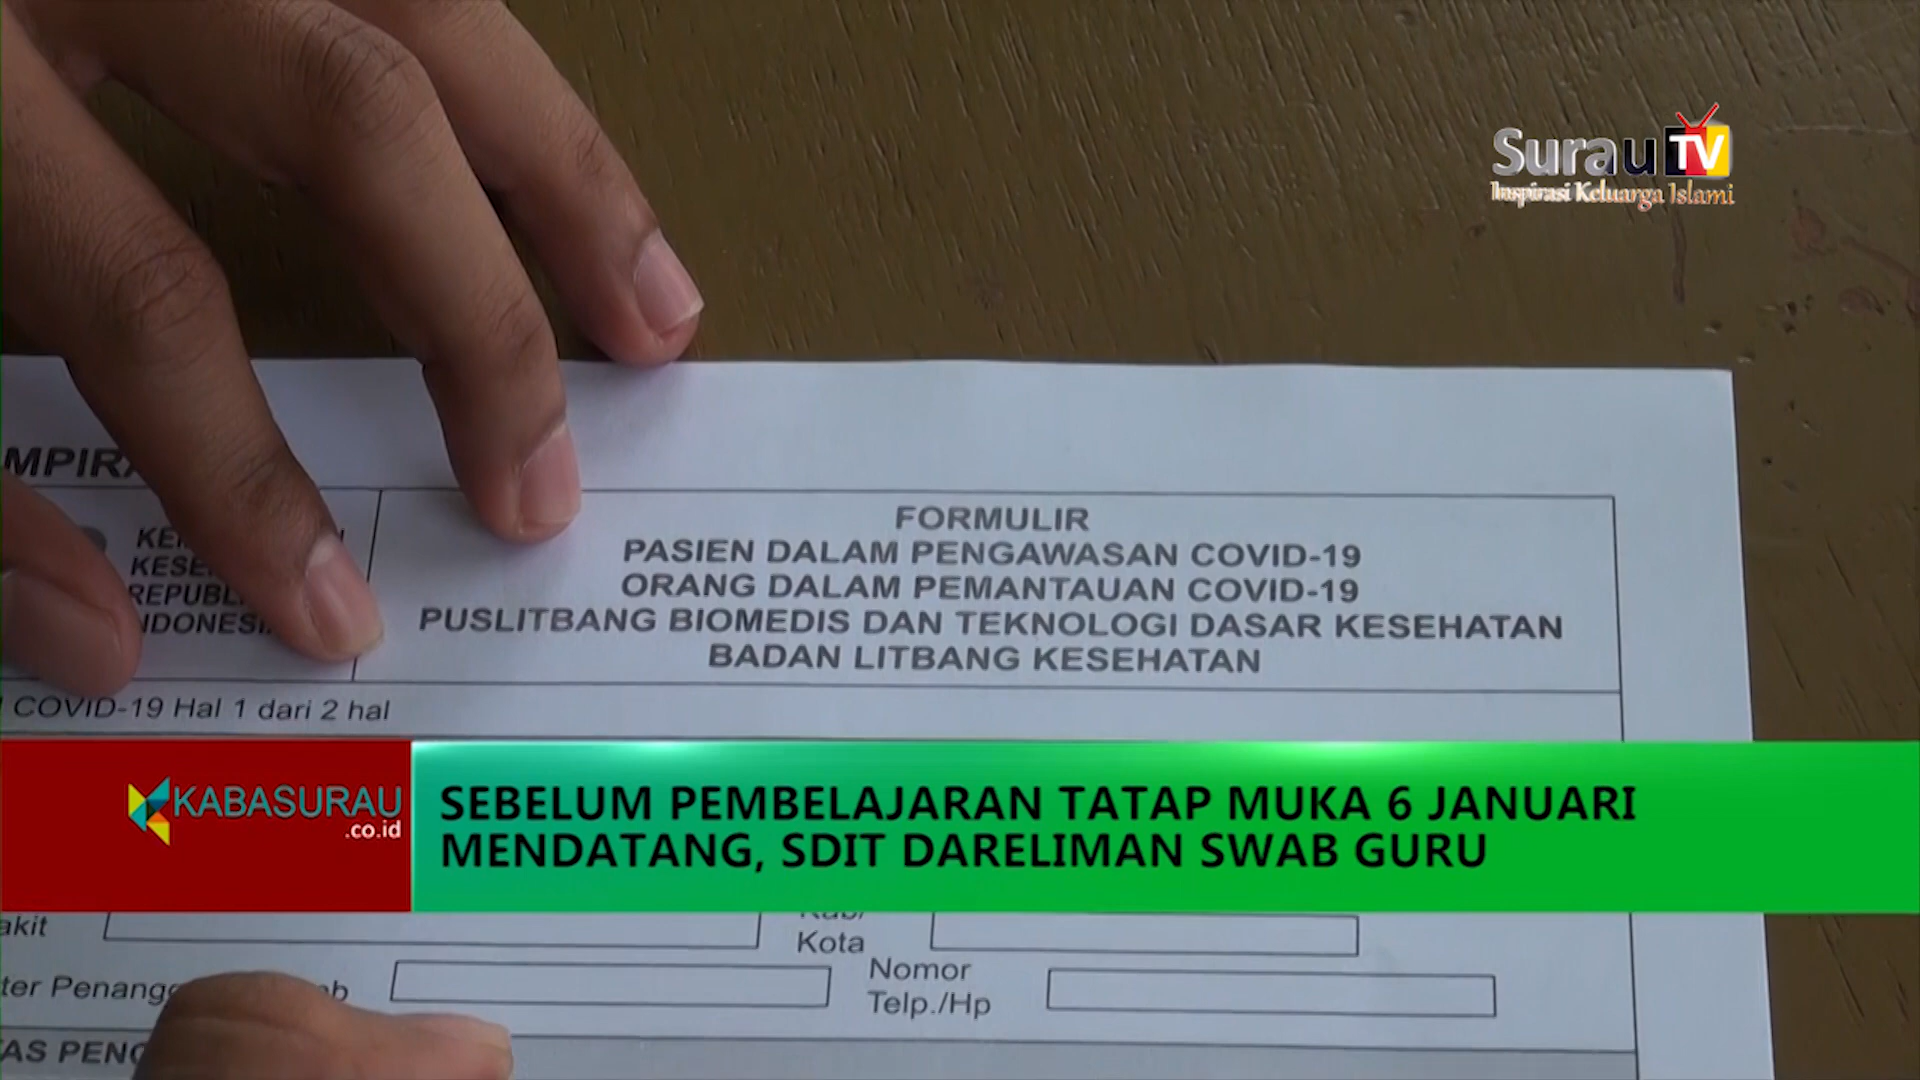 Surau TV
Inspirasi Keluarga Islami
FORMULIR
PASIEN DALAM PENGAWASAN COVID-19
ORANG DALAM PEMANTAUAN COVID-19
PUSLITBANG BIOMEDIS DAN TEKNOLOGI DASAR KESEHATAN
BADAN LITBANG KESEHATAN
COVID-19 Hal 1 dari 2 hal
KABASURAU
.co.id
SEBELUM PEMBELAJARAN TATAP MUKA 6 JANUARI
MENDATANG, SDIT DARELIMAN SWAB GURU
Kota
Nomor
Telp./Hp